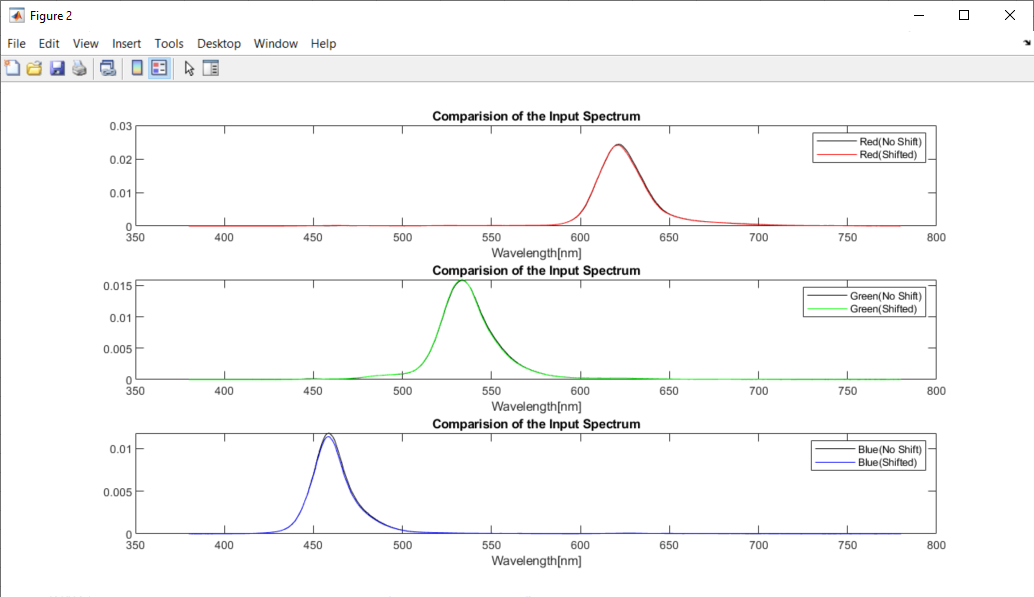 Figure 2
File Edit View Insert Tools Desktop Window Help
Comparision of the Input Spectrum
0.03
0.02
0.01
0
350 400 450 500 550 600 650 700 750 800
Wavelength[nm]
Red(No Shift)
Red(Shifted)
Comparision of the Input Spectrum
0.015
0.01
0.005
0
350 400 450 500 550 600 650 700 750 800
Wavelength[nm]
Green(No Shift)
Green(Shifted)
Comparision of the Input Spectrum
0.01
0.005
0
350 400 450 500 550 600 650 700 750 800
Wavelength[nm]
Blue(No Shift)
Blue(Shifted)